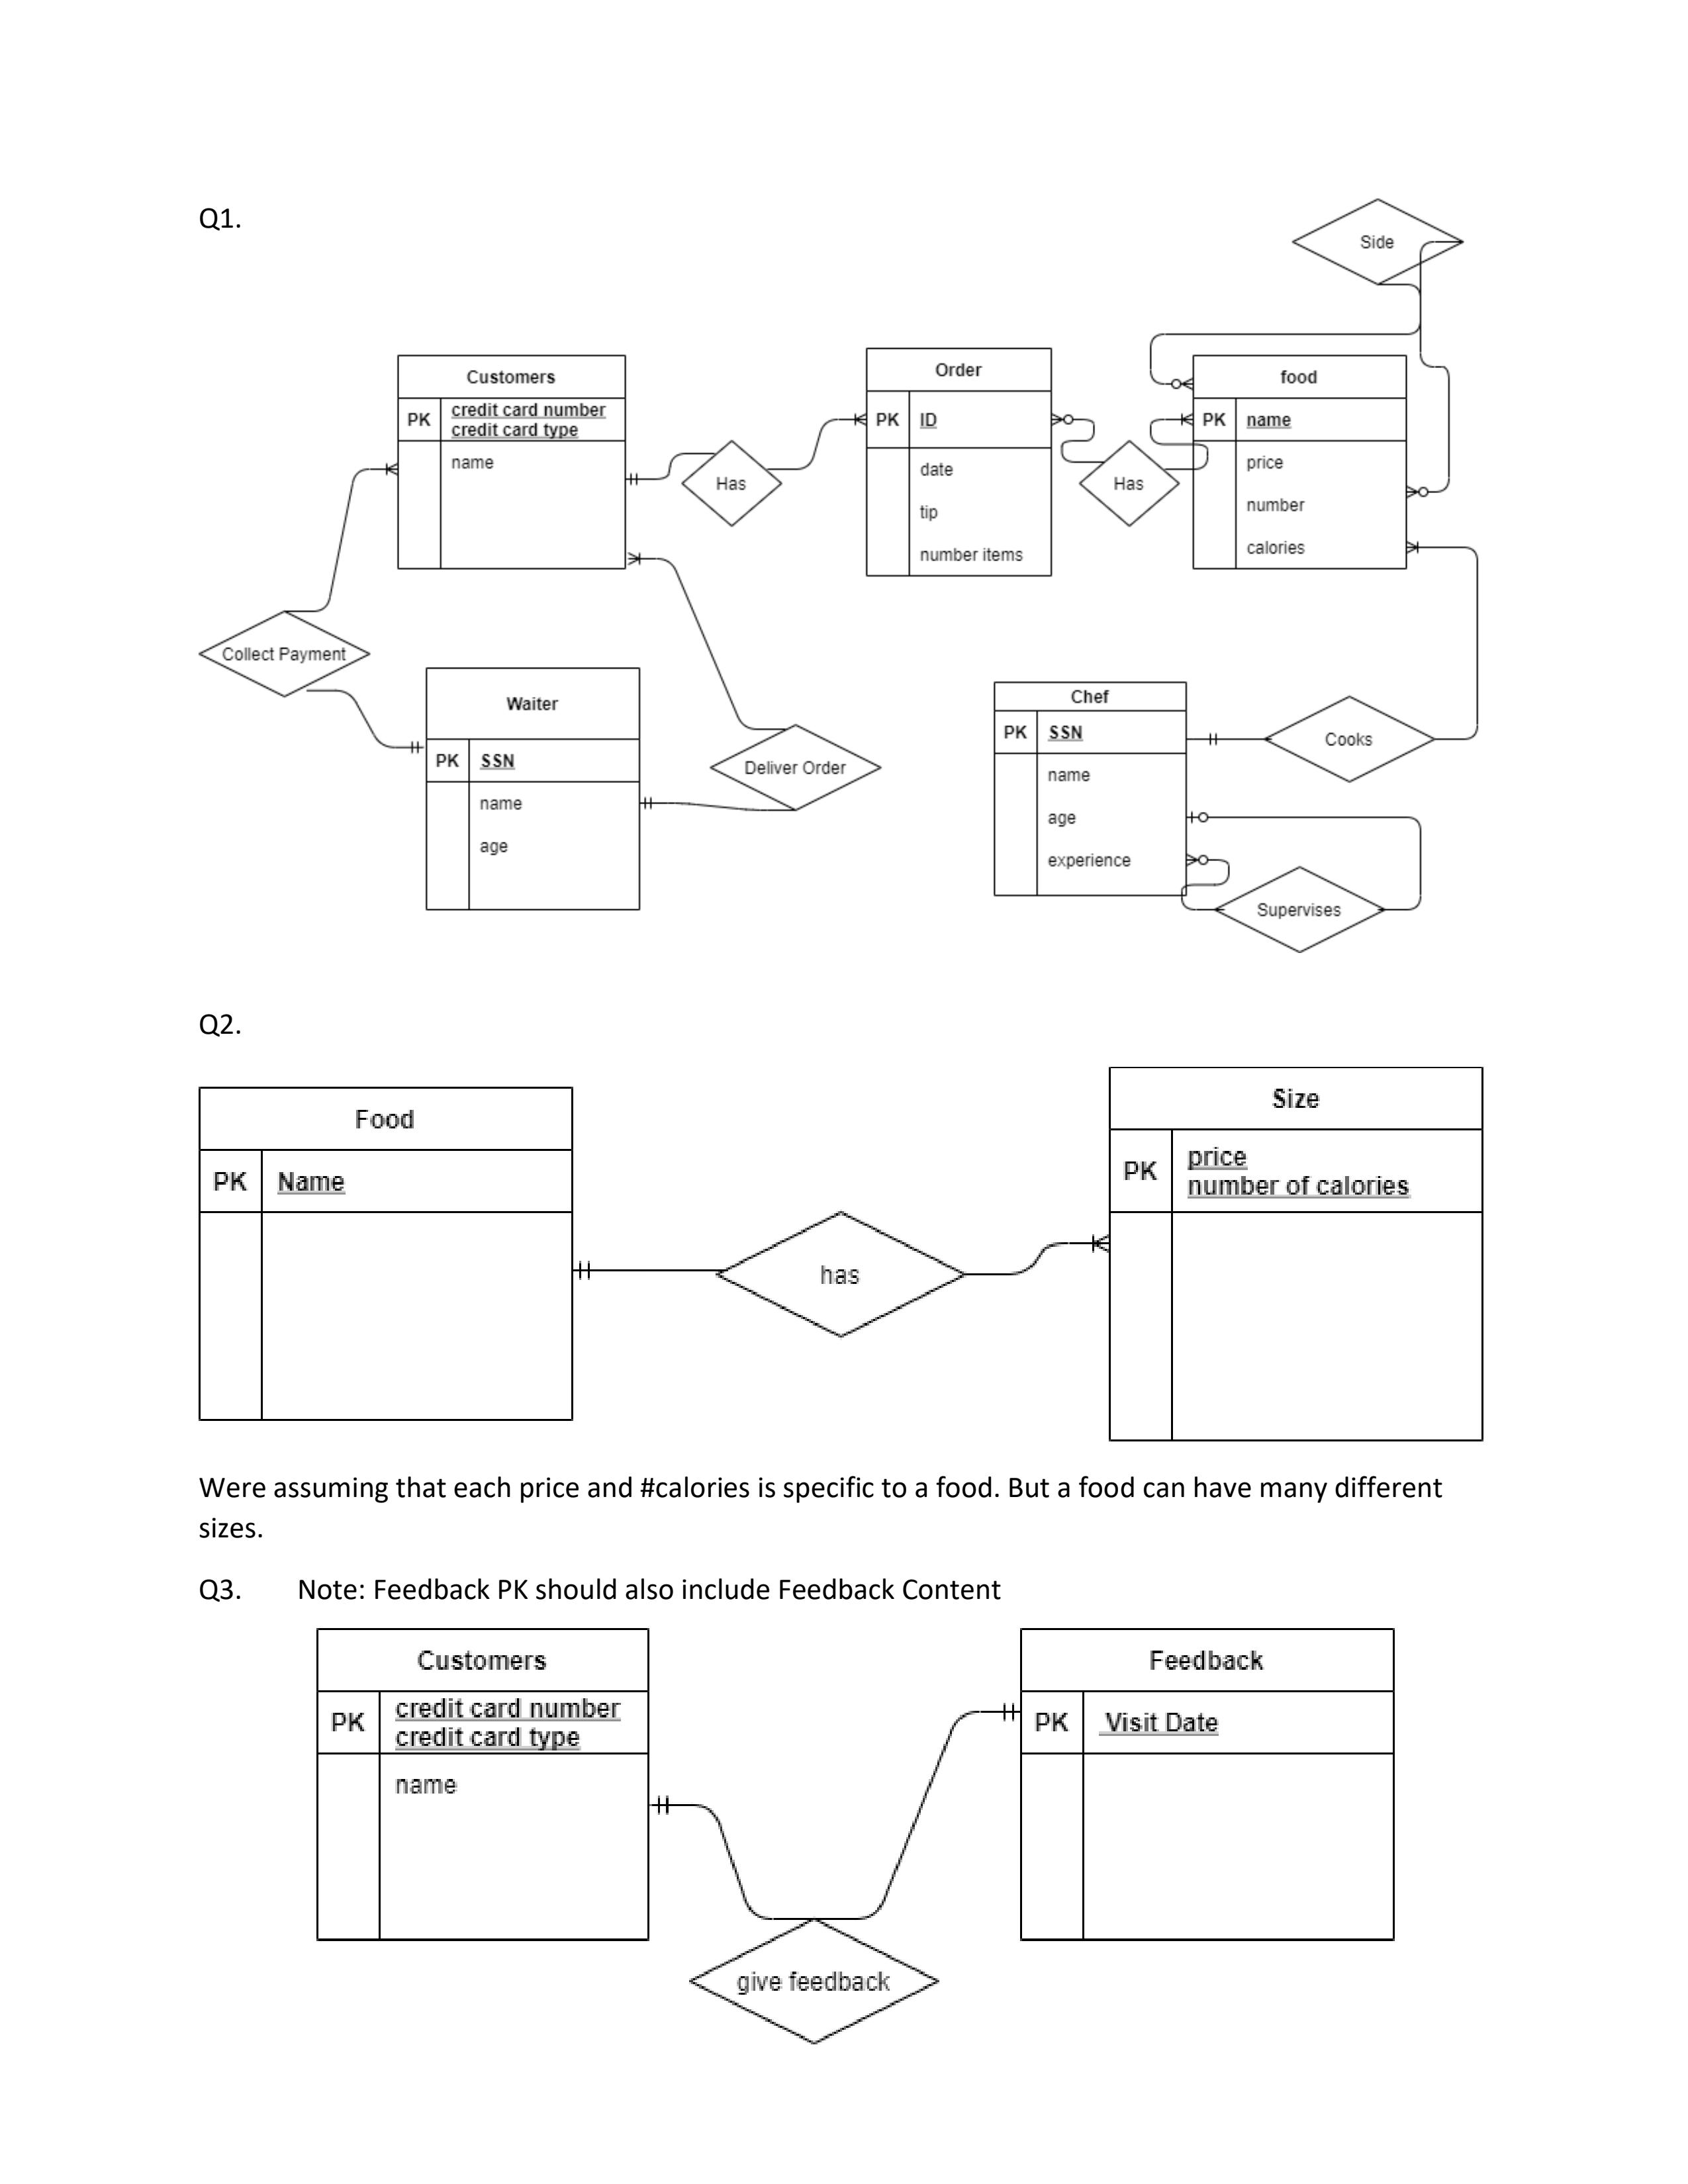 Q1.
Side
Customers
PK credit card number
credit card type
name
Has
Order
PK ID
date
tip
number items
Has
food
PK name
price
number
calories
Collect Payment
Waiter
PK SSN
name
age
Deliver Order
Chef
PK SSN
name
age
experience
Cooks
Supervises
Q2.
Food
PK Name
has
Size
PK price
number of calories
Were assuming that each price and #calories is specific to a food. But a food can have many different
sizes.
Q3. Note: Feedback PK should also include Feedback Content
Customers
PK credit card number
credit card type
name
Feedback
PK Visit Date
give feedback